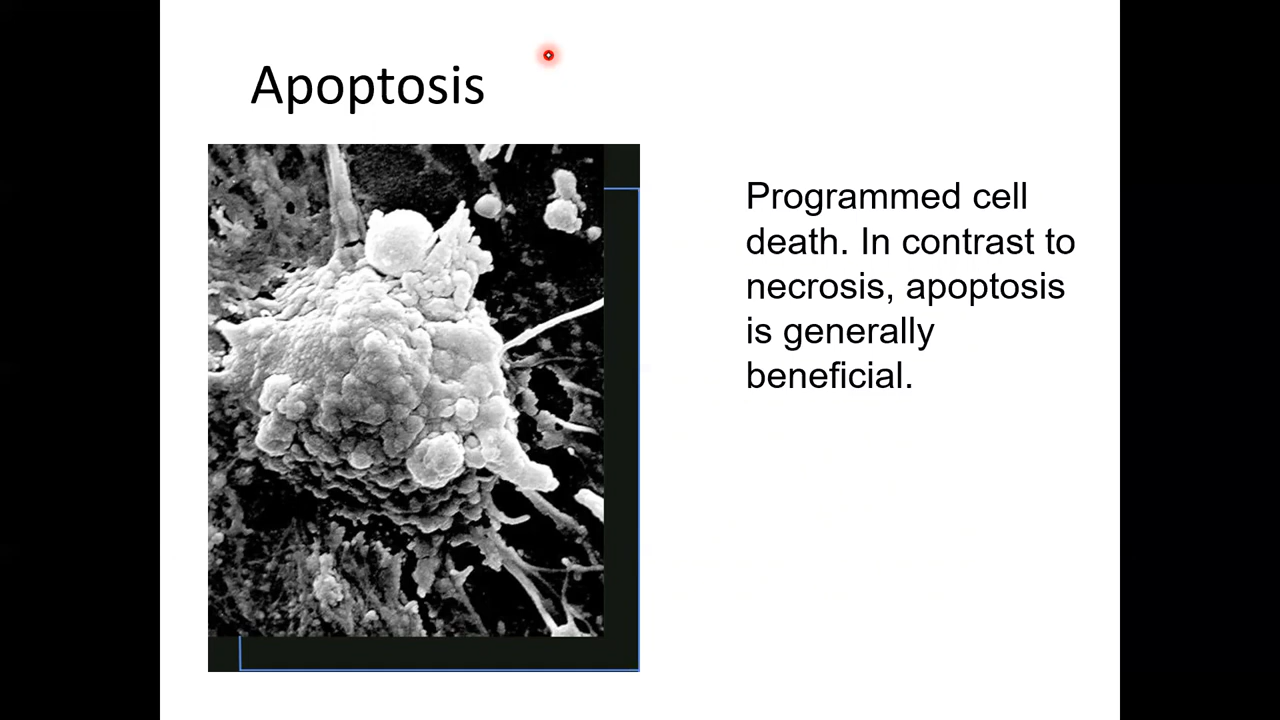 Apoptosis
Programmed cell
death. In contrast to
necrosis, apoptosis
is generally
beneficial.